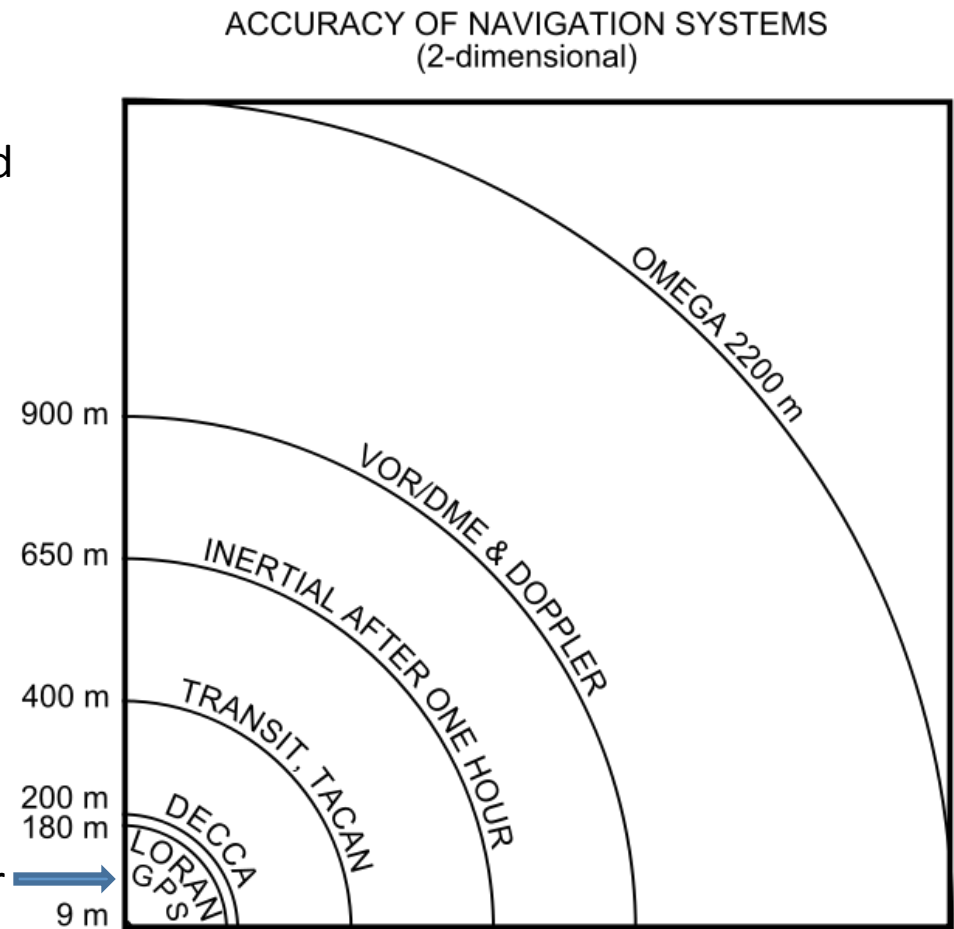 ACCURACY OF NAVIGATION SYSTEMS
(2-dimensional)
d
OMEGA 2200 m
900 m
VOR/DME & DOPPLER
650 m
INERTIAL AFTER ONE HOUR
400 m
TRANSIT, TACAN
200 m
DECCA
180 m
LORAN
r
GPS
9 m